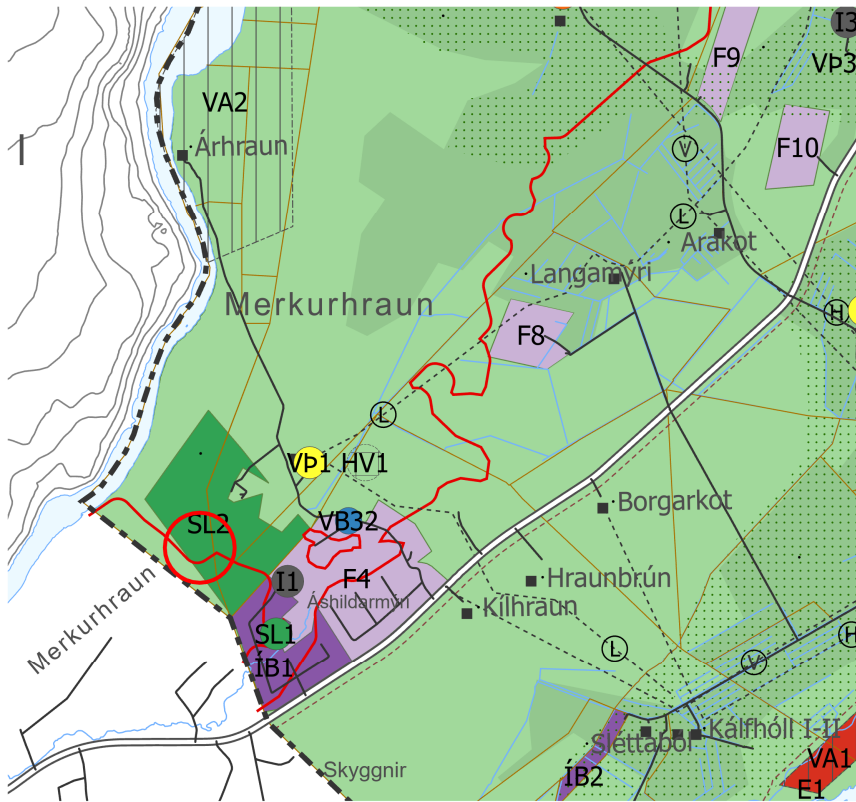 I3
F9
VÞ3
VA2
Árhraun
V
F10
L
Arakot
Langamýri
Merkurhraun
H
F8
L
VÞ1 HV1
Borgarkot
SL2
VB32
Hraunbrún
I1
F4
Áshildarmýri
Kílhraun
Merkurhraun
SL1
H
L
V
ÍB1
Kálfhóll I-II
Sléttaból
Skyggnir
ÍB2
VA1
E1